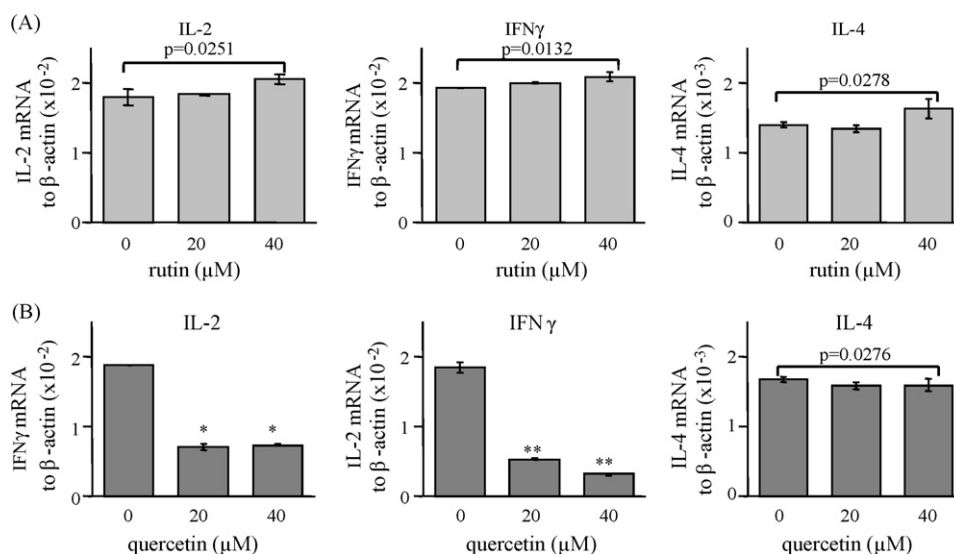 (A)
IL-2
p=0.0251
IL-2 mRNA
to β-actin (x10-2)
2
1
0
0 20 40
rutin (μM)
IFNγ
p=0.0132
IFNγ mRNA
to β-actin (x10-2)
2
1
0
0 20 40
rutin (μM)
IL-4
p=0.0278
IL-4 mRNA
to β-actin (x10-3)
2
1
0
0 20 40
rutin (μM)
(B)
IL-2
IFNγ mRNA
to β-actin (x10-2)
2
1
0
* *
0 20 40
quercetin (μM)
IFN γ
IL-2 mRNA
to β-actin (x10-2)
2
1
0
** **
0 20 40
quercetin (μM)
IL-4
p=0.0276
IL-4 mRNA
to β-actin (x10-3)
2
1
0
0 20 40
quercetin (μM)